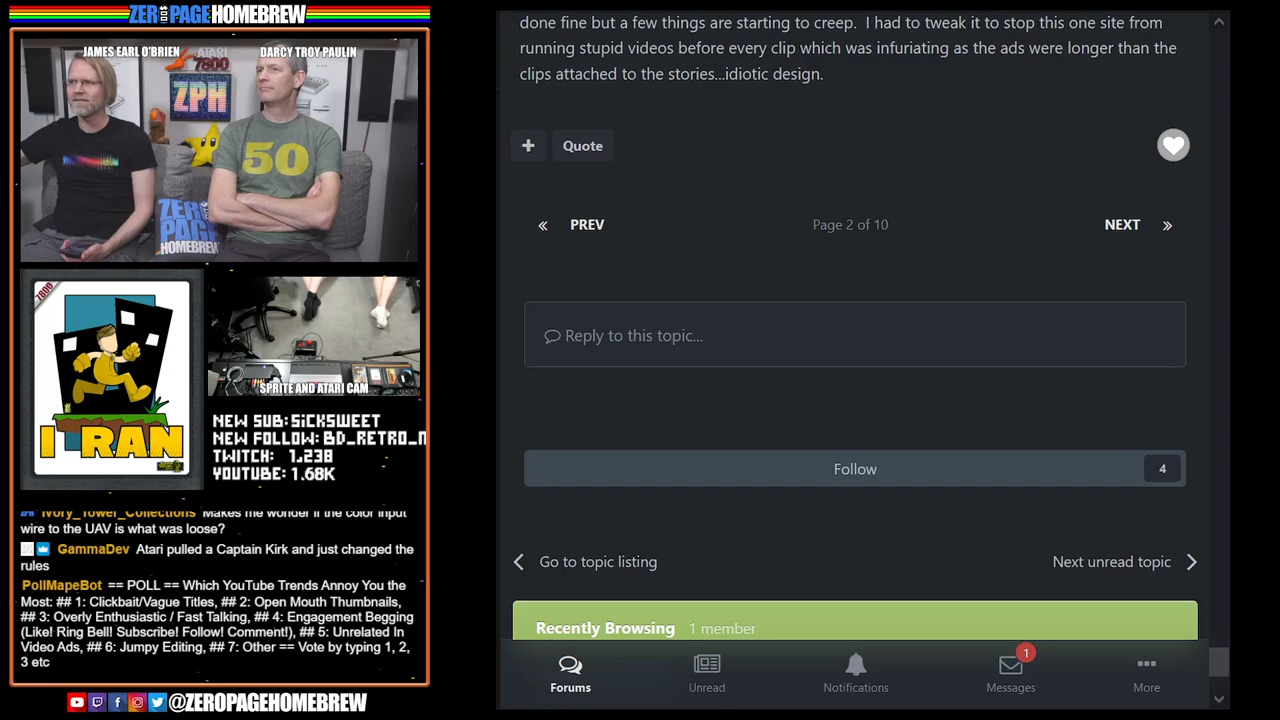 ZERO PAGE HOMEBREW
JAMES EARL O'BRIEN
DARCY TROY PAULIN
ATARI
7800
ZPH
50
ZERO
PAGE
HOMEBREW
7800
I RAN
SPRITE AND ATARI CAM
NEW SUB: SICKSWEET
NEW FOLLOW: BD_RETRO_
TWITCH: 1,238
YOUTUBE: 1.68K
Ivory_Tower_Collections Makes me wonder if the color input
wire to the UAV is what was loose?
GammaDev Atari pulled a Captain Kirk and just changed the
rules
PollMapeBot == POLL == Which YouTube Trends Annoy You the
Most: ## 1: Clickbait/Vague Titles, ## 2: Open Mouth Thumbnails,
## 3: Overly Enthusiastic / Fast Talking, ## 4: Engagement Begging
(Like! Ring Bell! Subscribe! Follow! Comment!), ## 5: Unrelated In
Video Ads, ## 6: Jumpy Editing, ## 7: Other == Vote by typing 1, 2,
3 etc
@ZEROPAGEHOMEBREW
done fine but a few things are starting to creep.  I had to tweak it to stop this one site from
running stupid videos before every clip which was infuriating as the ads were longer than the
clips attached to the stories...idiotic design.
+ Quote
« PREV
Page 2 of 10
NEXT »
Reply to this topic...
Follow
4
Go to topic listing
Next unread topic
Recently Browsing 1 member
1
Forums
Unread
Notifications
Messages
More